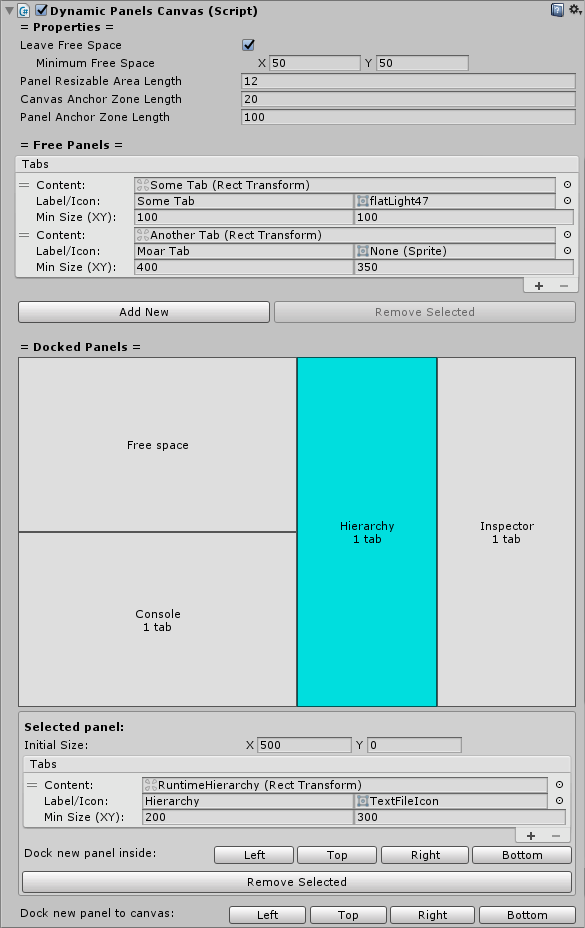 Dynamic Panels Canvas (Script)
= Properties =
Leave Free Space
Minimum Free Space X 50 Y 50
Panel Resizable Area Length 12
Canvas Anchor Zone Length 20
Panel Anchor Zone Length 100
= Free Panels =
Tabs
Content: Some Tab (Rect Transform)
Label/Icon: Some Tab flatLight47
Min Size (XY): 100 100
Content: Another Tab (Rect Transform)
Label/Icon: Moar Tab None (Sprite)
Min Size (XY): 400 350
+ −
Add New Remove Selected
= Docked Panels =
Free space
Hierarchy
1 tab
Inspector
1 tab
Console
1 tab
Selected panel:
Initial Size: X 500 Y 0
Tabs
Content: RuntimeHierarchy (Rect Transform)
Label/Icon: Hierarchy TextFileIcon
Min Size (XY): 200 300
+ −
Dock new panel inside: Left Top Right Bottom
Remove Selected
Dock new panel to canvas: Left Top Right Bottom